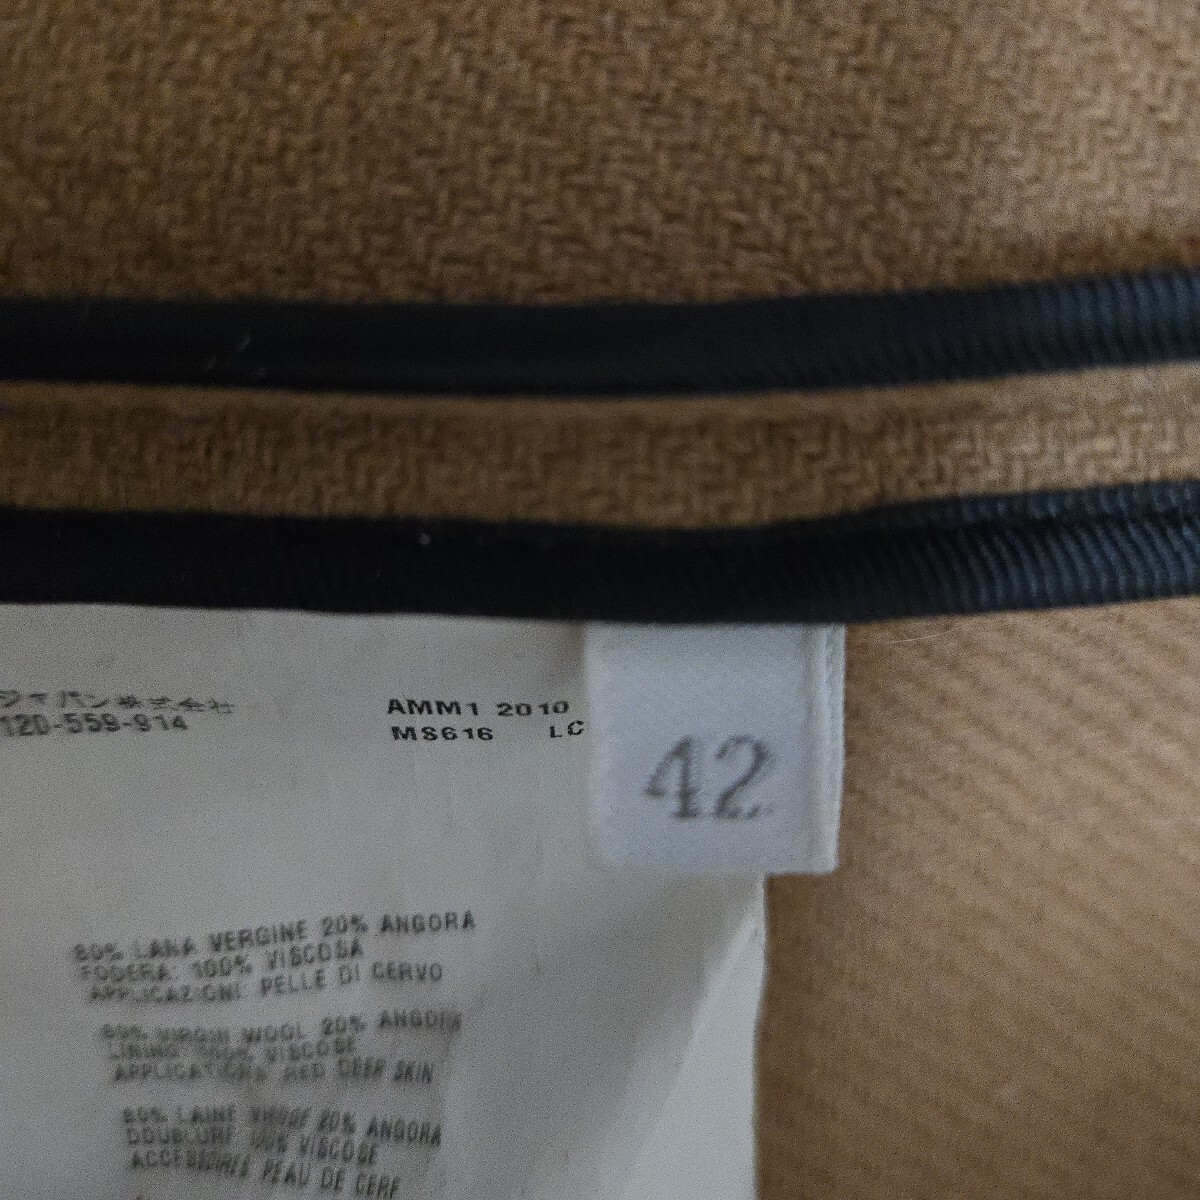 ジャパン株式会社
120-559-914
AMM1 2010
MS616 LC
42
80% LANA VERGINE 20% ANGORA
FODERA: 100% VISCOSA
APPLICAZIONI: PELLE DI CERVO
80% VIRGIN WOOL 20% ANGORA
LINING: 100% VISCOSE
APPLICATIONS RED DEER SKIN
80% LAINE VIERGE 20% ANGORA
DOUBLURE 100% VISCOSE
ACCESSOIRES PEAU DE CERF